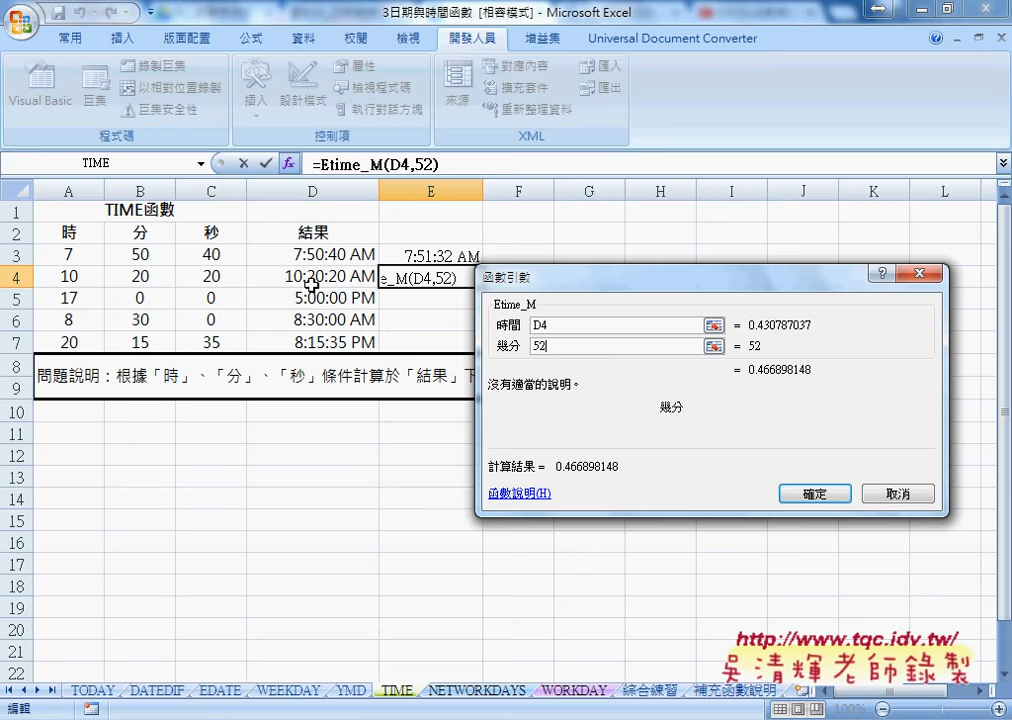 3日期與時間函數 [相容模式] - Microsoft Excel
常用 插入 版面配置 公式 資料 校閱 檢視 開發人員 增益集 Universal Document Converter
Visual Basic 巨集 錄製巨集 以相對位置錄製 巨集安全性
插入 設計模式 屬性 檢視程式碼 執行對話方塊
來源 對應內容 擴充套件 重新整理資料 匯入 匯出
程式碼 控制項 XML
TIME fx =Etime_M(D4,52)
A B C D E F G H I J K L
1 TIME函數
2 時 分 秒 結果
3 7 50 40 7:50:40 AM 7:51:32 AM
4 10 20 20 10:20:20 AM e_M(D4,52)
5 17 0 0 5:00:00 PM
6 8 30 0 8:30:00 AM
7 20 15 35 8:15:35 PM
8
9
問題說明：根據「時」、「分」、「秒」條件計算於「結果」下
10
11
12
13
14
15
16
17
18
19
20
21
22
函數引數
Etime_M
時間 D4 = 0.430787037
幾分 52 = 52
= 0.466898148
沒有適當的說明。
幾分
計算結果 = 0.466898148
函數說明(H) 確定 取消
http://www.tqc.idv.tw/
吳清輝老師錄製
TODAY DATEDIF EDATE WEEKDAY YMD TIME NETWORKDAYS WORKDAY 綜合練習 補充函數說明
編輯 100%